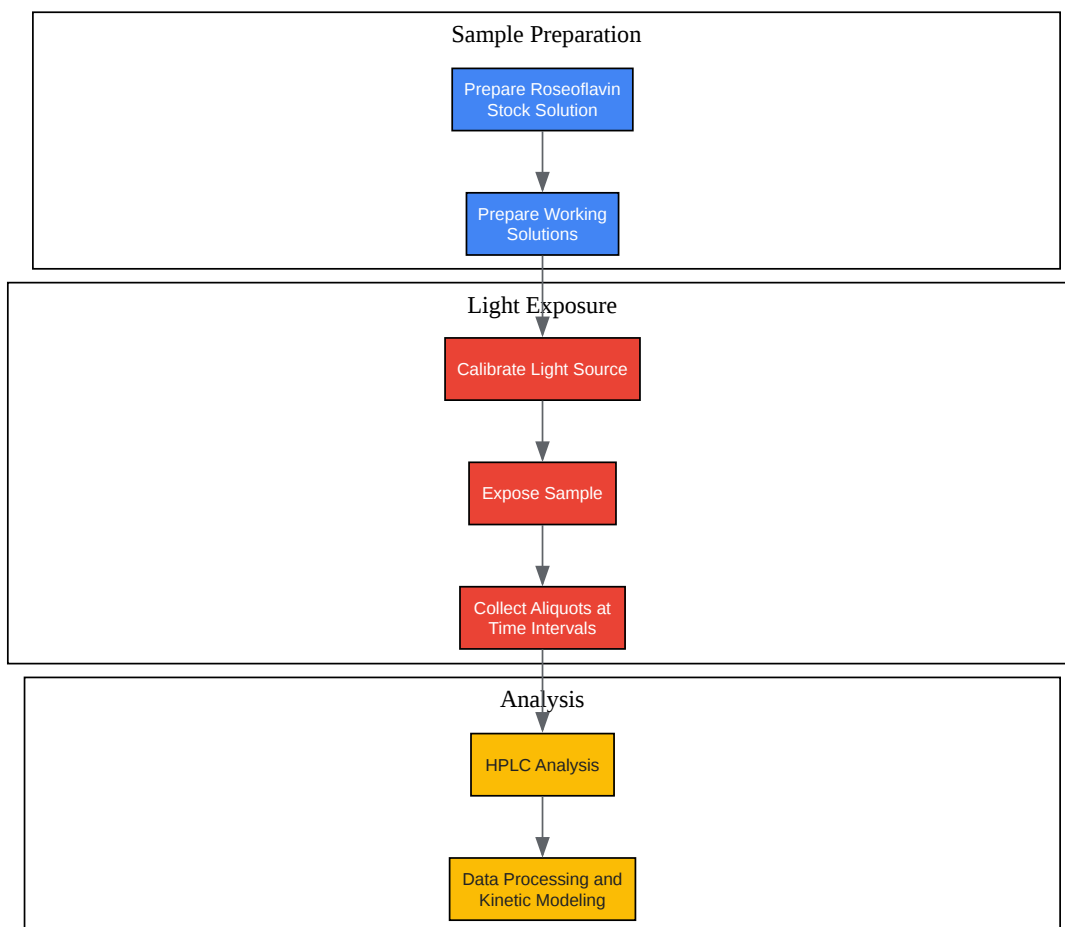 Sample Preparation
Prepare Roseoflavin
Stock Solution
Prepare Working
Solutions
Light Exposure
Calibrate Light Source
Expose Sample
Collect Aliquots at
Time Intervals
Analysis
HPLC Analysis
Data Processing and
Kinetic Modeling